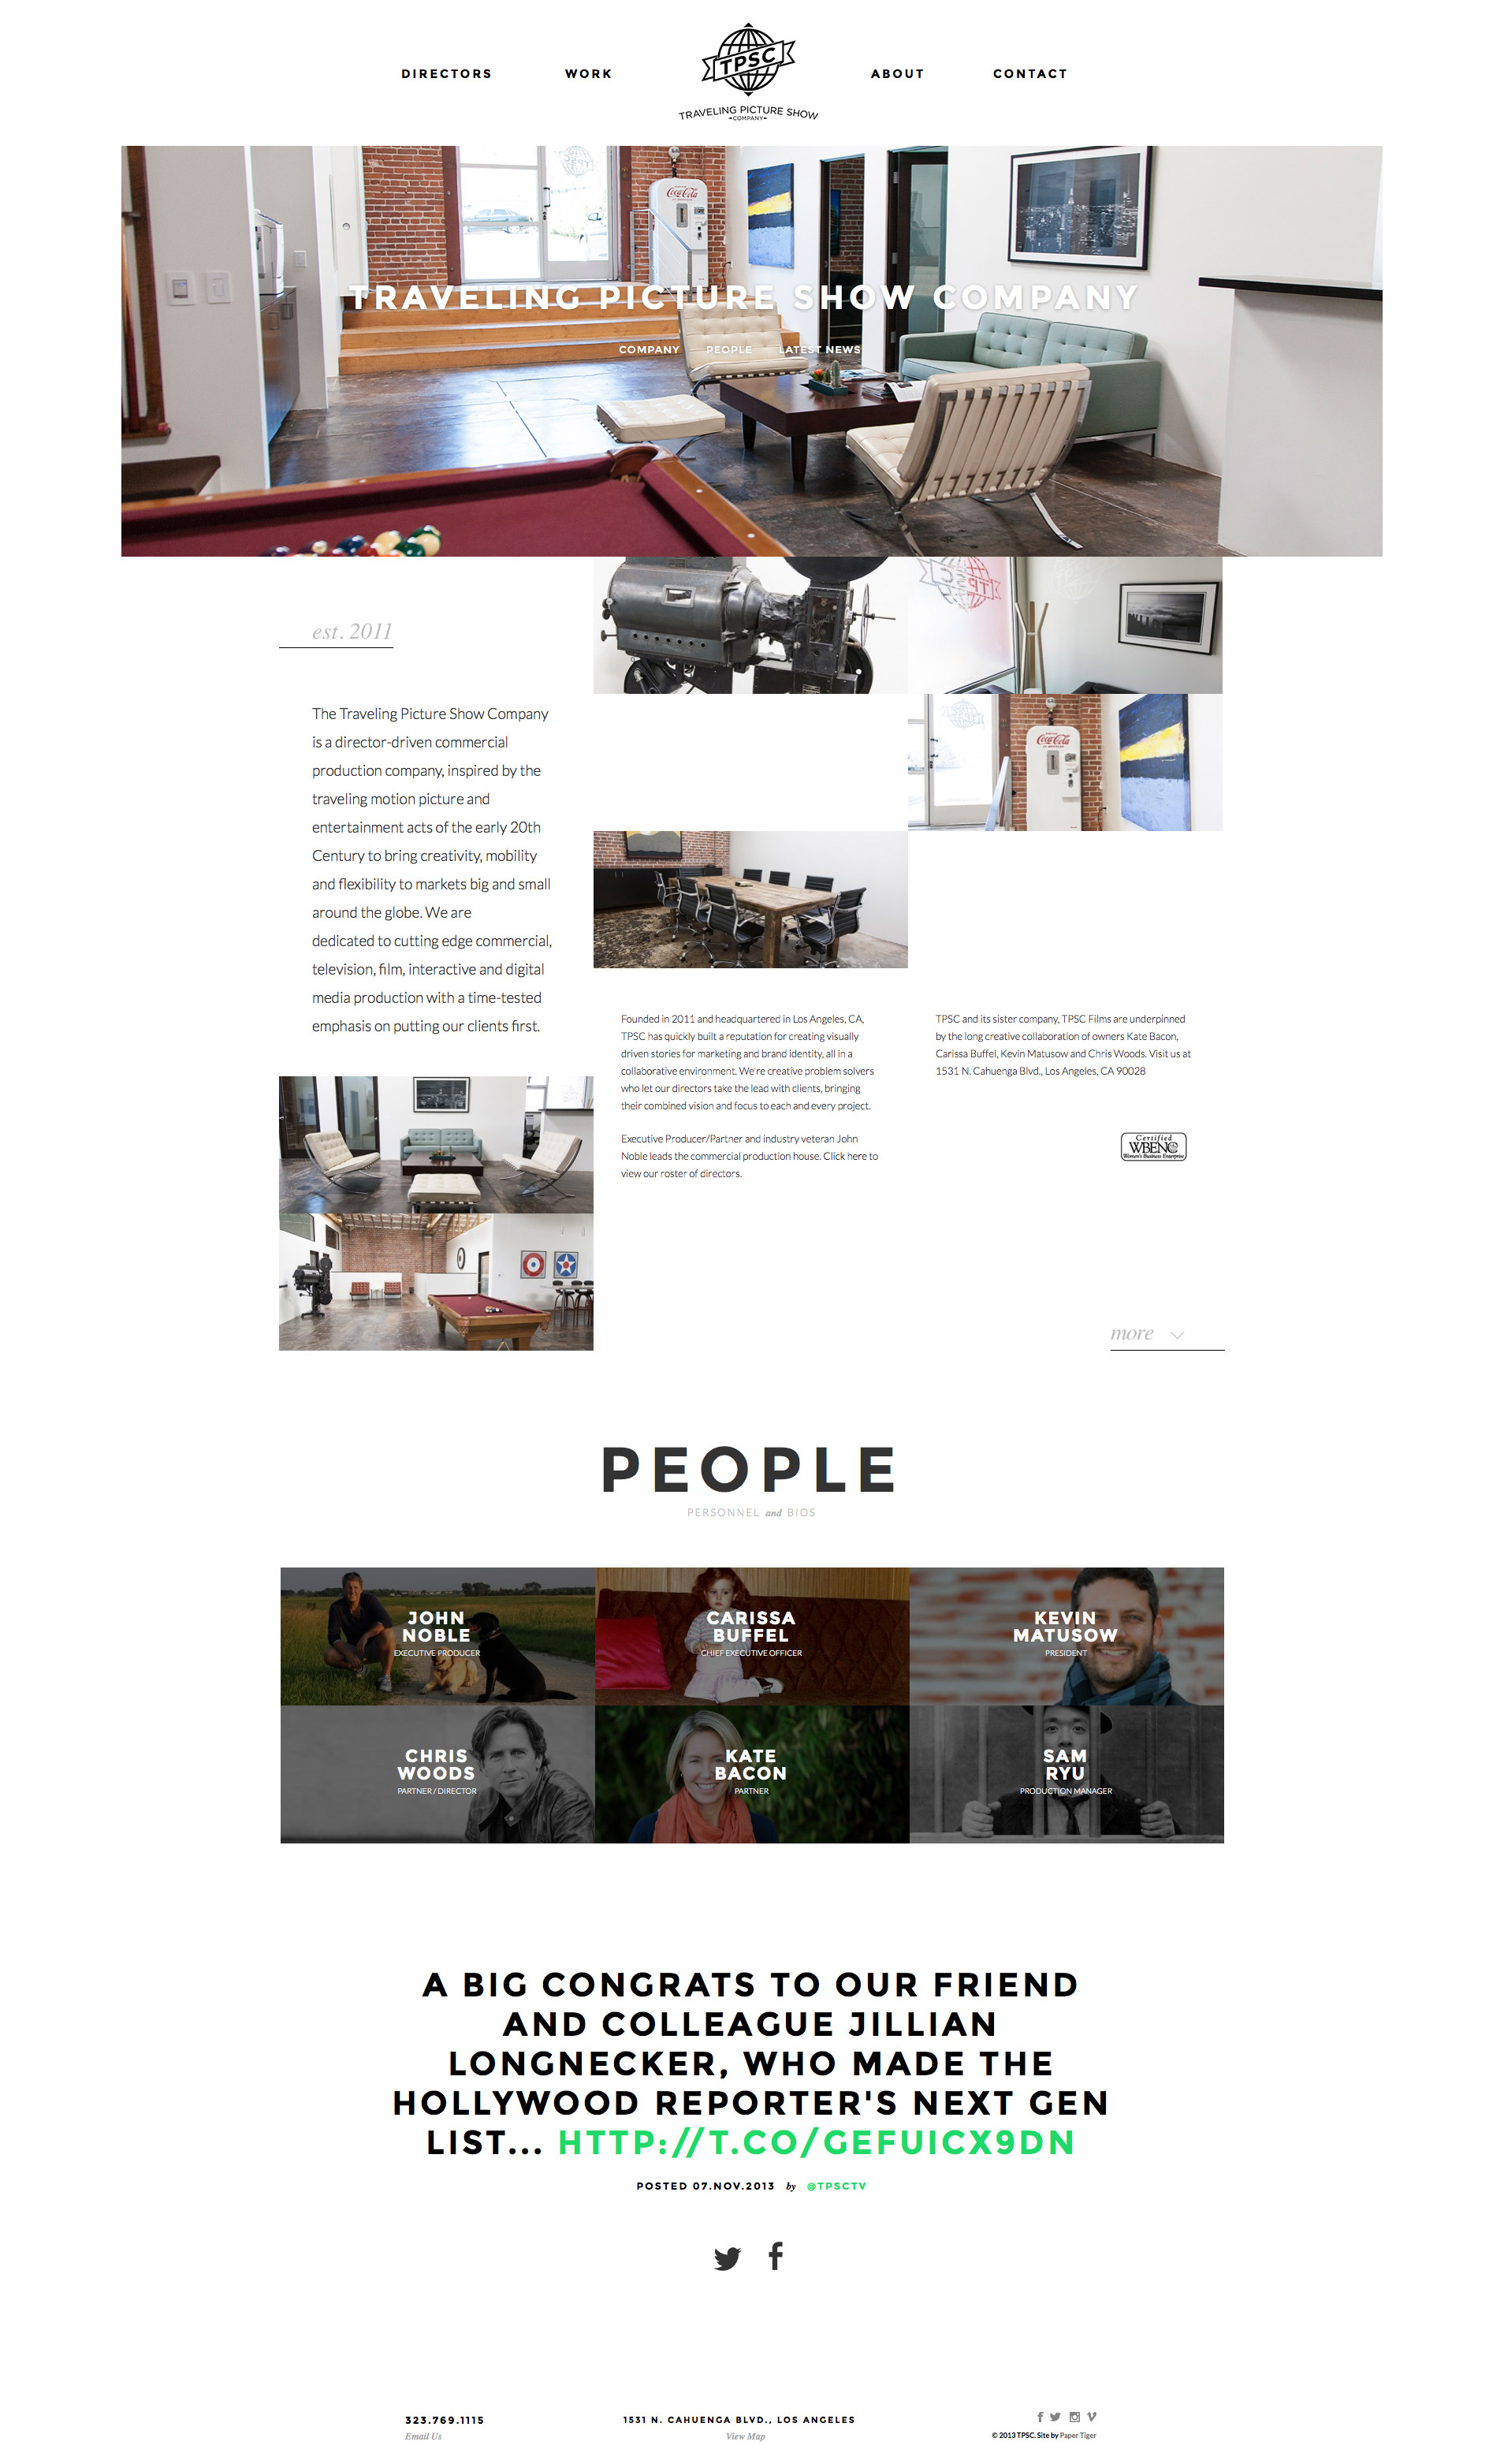 DIRECTORS
WORK
TPSC
TRAVELING PICTURE SHOW
COMPANY
ABOUT
CONTACT
Coca-Cola
TRAVELING PICTURE SHOW COMPANY
COMPANY
PEOPLE
LATEST NEWS
est. 2011
TPSC
Coca-Cola
The Traveling Picture Show Company
is a director-driven commercial
production company, inspired by the
traveling motion picture and
entertainment acts of the early 20th
Century to bring creativity, mobility
and flexibility to markets big and small
around the globe. We are
dedicated to cutting edge commercial,
television, film, interactive and digital
media production with a time-tested
emphasis on putting our clients first.
Founded in 2011 and headquartered in Los Angeles, CA,
TPSC has quickly built a reputation for creating visually
driven stories for marketing and brand identity, all in a
collaborative environment. We're creative problem solvers
who let our directors take the lead with clients, bringing
their combined vision and focus to each and every project.
Executive Producer/Partner and industry veteran John
Noble leads the commercial production house. Click here to
view our roster of directors.
TPSC and its sister company, TPSC Films are underpinned
by the long creative collaboration of owners Kate Bacon,
Carissa Buffel, Kevin Matusow and Chris Woods. Visit us at
1531 N. Cahuenga Blvd., Los Angeles, CA 90028
Certified
WBENC
Women's Business Enterprise
more
PEOPLE
PERSONNEL and BIOS
JOHN
NOBLE
EXECUTIVE PRODUCER
CARISSA
BUFFEL
CHIEF EXECUTIVE OFFICER
KEVIN
MATUSOW
PRESIDENT
CHRIS
WOODS
PARTNER / DIRECTOR
KATE
BACON
PARTNER
SAM
RYU
PRODUCTION MANAGER
A BIG CONGRATS TO OUR FRIEND
AND COLLEAGUE JILLIAN
LONGNECKER, WHO MADE THE
HOLLYWOOD REPORTER'S NEXT GEN
LIST... HTTP://T.CO/GEFUICX9DN
POSTED 07.NOV.2013 by @TPSCTV
323.769.1115
Email Us
1531 N. CAHUENGA BLVD., LOS ANGELES
View Map
© 2013 TPSC. Site by Paper Tiger